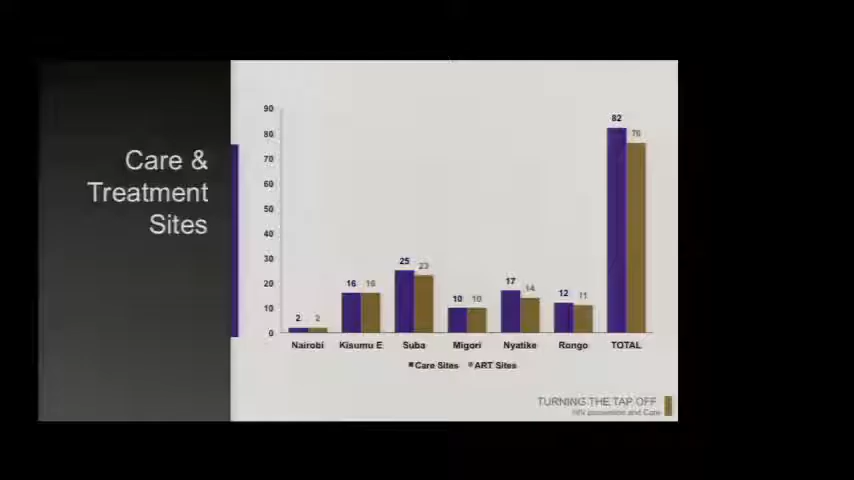 Care &
Treatment
Sites
90
80
70
60
50
40
30
20
10
0
2 2 16 16 25 23 10 10 17 14 12 11 82 76
Nairobi Kisumu E Suba Migori Nyatike Rongo TOTAL
Care Sites ART Sites
TURNING THE TAP OFF
HIV prevention and Care